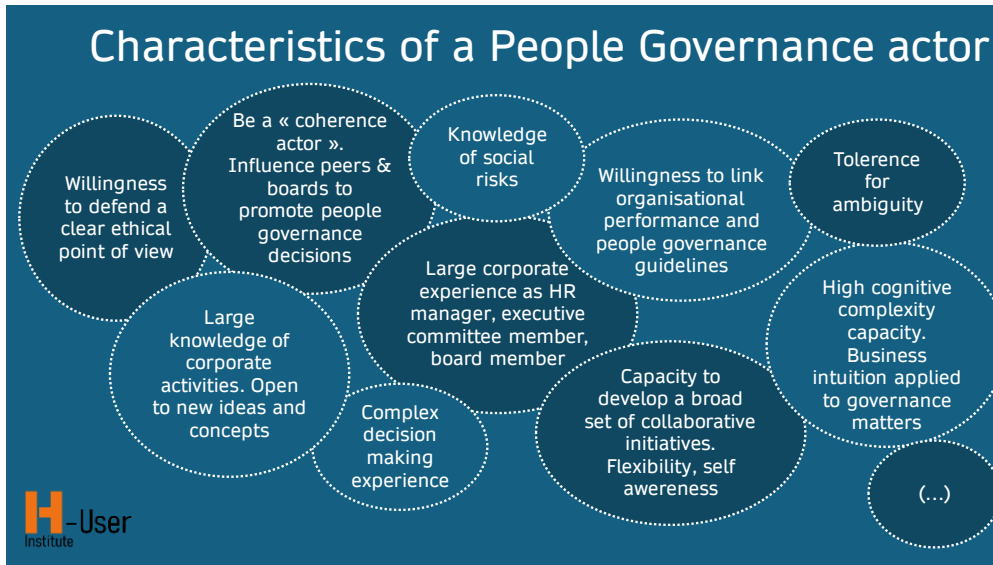 Characteristics of a People Governance actor
Willingness
to defend a
clear ethical
point of view
Be a « coherence
actor ».
Influence peers &
boards to
promote people
governance
decisions
Knowledge
of social
risks
Willingness to link
organisational
performance and
people governance
guidelines
Tolerence
for
ambiguity
Large
knowledge of
corporate
activities. Open
to new ideas and
concepts
Large corporate
experience as HR
manager, executive
committee member,
board member
High cognitive
complexity
capacity.
Business
intuition applied
to governance
matters
Complex
decision
making
experience
Capacity to
develop a broad
set of collaborative
initiatives.
Flexibility, self
awereness
(...)
H-User
Institute